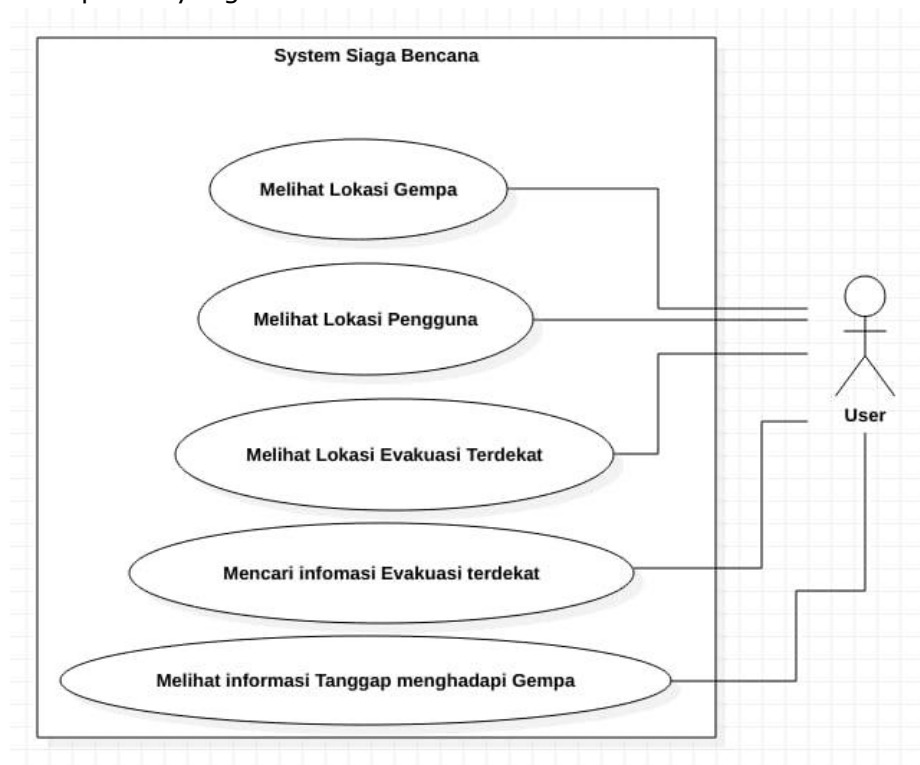 System Siaga Bencana
Melihat Lokasi Gempa
Melihat Lokasi Pengguna
Melihat Lokasi Evakuasi Terdekat
User
Mencari infomasi Evakuasi terdekat
Melihat informasi Tanggap menghadapi Gempa